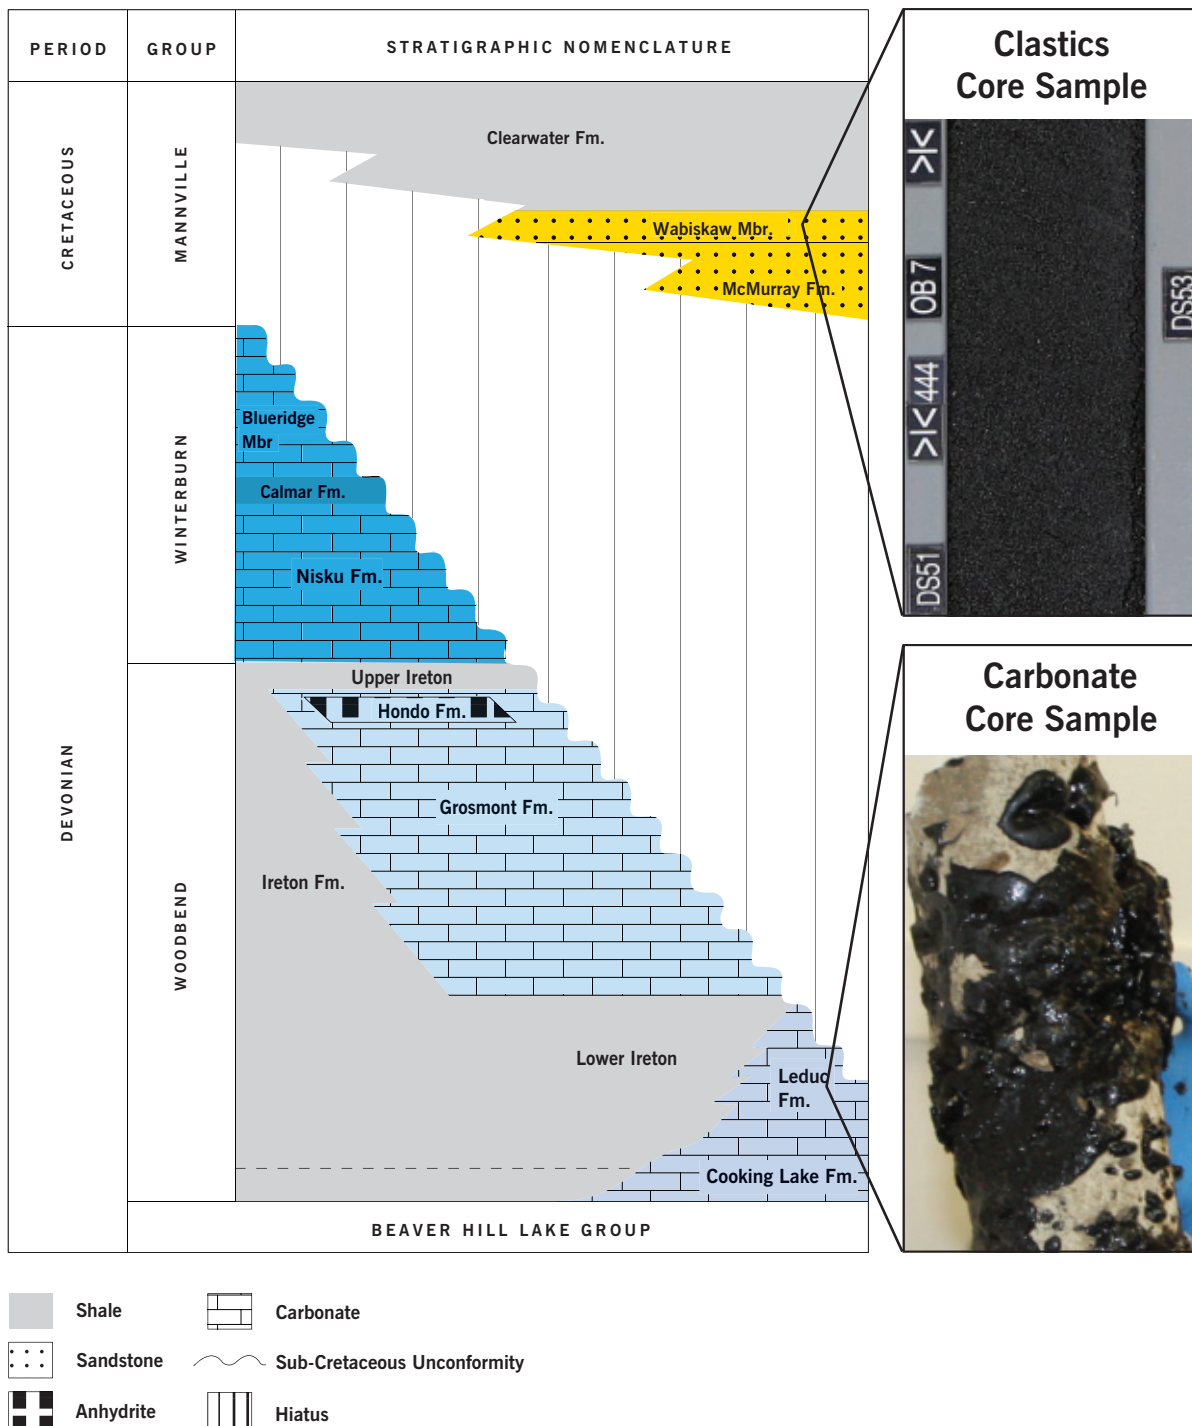 PERIOD
GROUP
STRATIGRAPHIC NOMENCLATURE
CRETACEOUS
MANNVILLE
Clearwater Fm.
Wabiskaw Mbr.
McMurray Fm.
DEVONIAN
WINTERBURN
Blueridge
Mbr
Calmar Fm.
Nisku Fm.
WOODBEND
Upper Ireton
Hondo Fm.
Grosmont Fm.
Ireton Fm.
Lower Ireton
Leduc
Fm.
Cooking Lake Fm.
BEAVER HILL LAKE GROUP
Clastics
Core Sample
OB7
444
DS51
DS53
Carbonate
Core Sample
Shale
Carbonate
Sandstone
Sub-Cretaceous Unconformity
Anhydrite
Hiatus